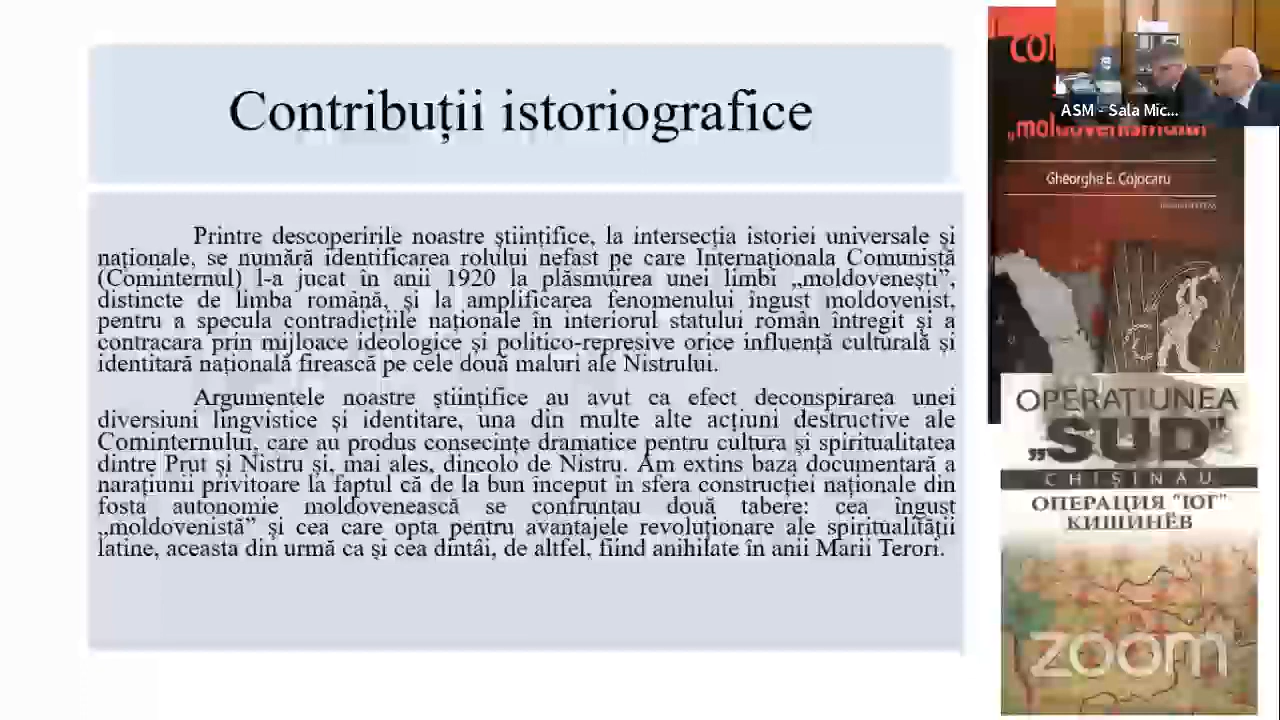 Contribuții istoriografice
Printre descoperirile noastre științifice, la intersecția istoriei universale și
naționale, se numără identificarea rolului nefast pe care Internaționala Comunistă
(Cominternul) l-a jucat în anii 1920 la plăsmuirea unei limbi „moldovenești”,
distincte de limba română, și la amplificarea fenomenului îngust moldovenist,
pentru a specula contradicțiile naționale în interiorul statului român întregit și a
contracara prin mijloace ideologice și politico-represive orice influență culturală și
identitară națională firească pe cele două maluri ale Nistrului.
Argumentele noastre științifice au avut ca efect deconspirarea unei
diversiuni lingvistice și identitare, una din multe alte acțiuni destructive ale
Cominternului, care au produs consecințe dramatice pentru cultura și spiritualitatea
dintre Prut și Nistru și, mai ales, dincolo de Nistru. Am extins baza documentară a
narațiunii privitoare la faptul că de la bun început în sfera construcției naționale din
fosta autonomie moldovenească se confruntau două tabere: cea îngust
„moldovenistă” și cea care opta pentru avantajele revoluționare ale spiritualității
latine, aceasta din urmă ca și cea dintâi, de altfel, fiind anihilate în anii Marii Terori.
ASM - Sala Mic...
„moldovenismului”
Gheorghe E. Cojocaru
OPERAȚIUNEA
„SUD”
CHIȘINĂU
ОПЕРАЦИЯ "ЮГ"
КИШИНЁВ
zoom